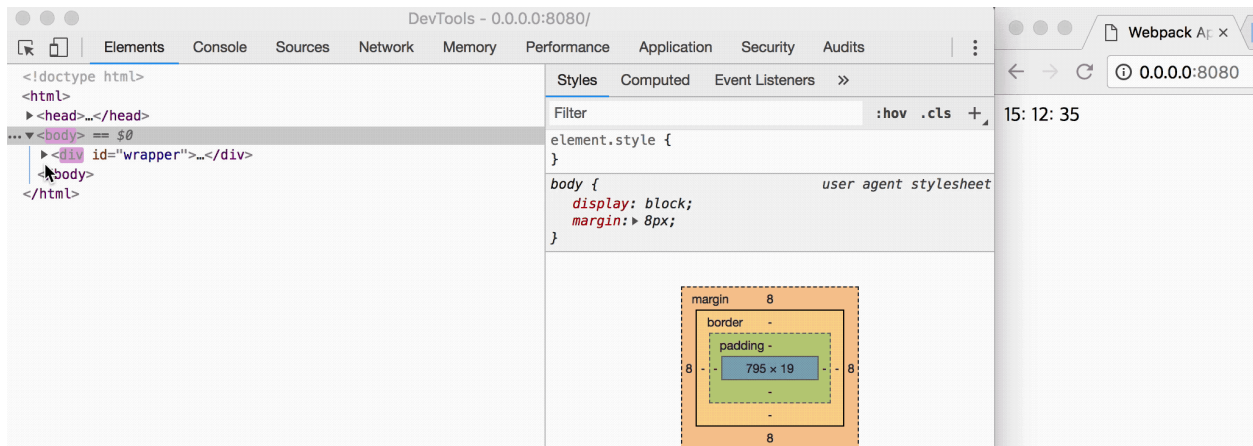 DevTools - 0.0.0.0:8080/
Elements Console Sources Network Memory Performance Application Security Audits
<!doctype html>
<html>
<head>…</head>
… <body> == $0
<div id="wrapper">…</div>
</body>
</html>
Styles Computed Event Listeners »
Filter :hov .cls +
element.style {
}
body { user agent stylesheet
display: block;
margin: 8px;
}
margin 8
border -
padding -
8 - - 795 × 19 - - 8
-
-
8
Webpack Ap ×
0.0.0.0:8080
15: 12: 35